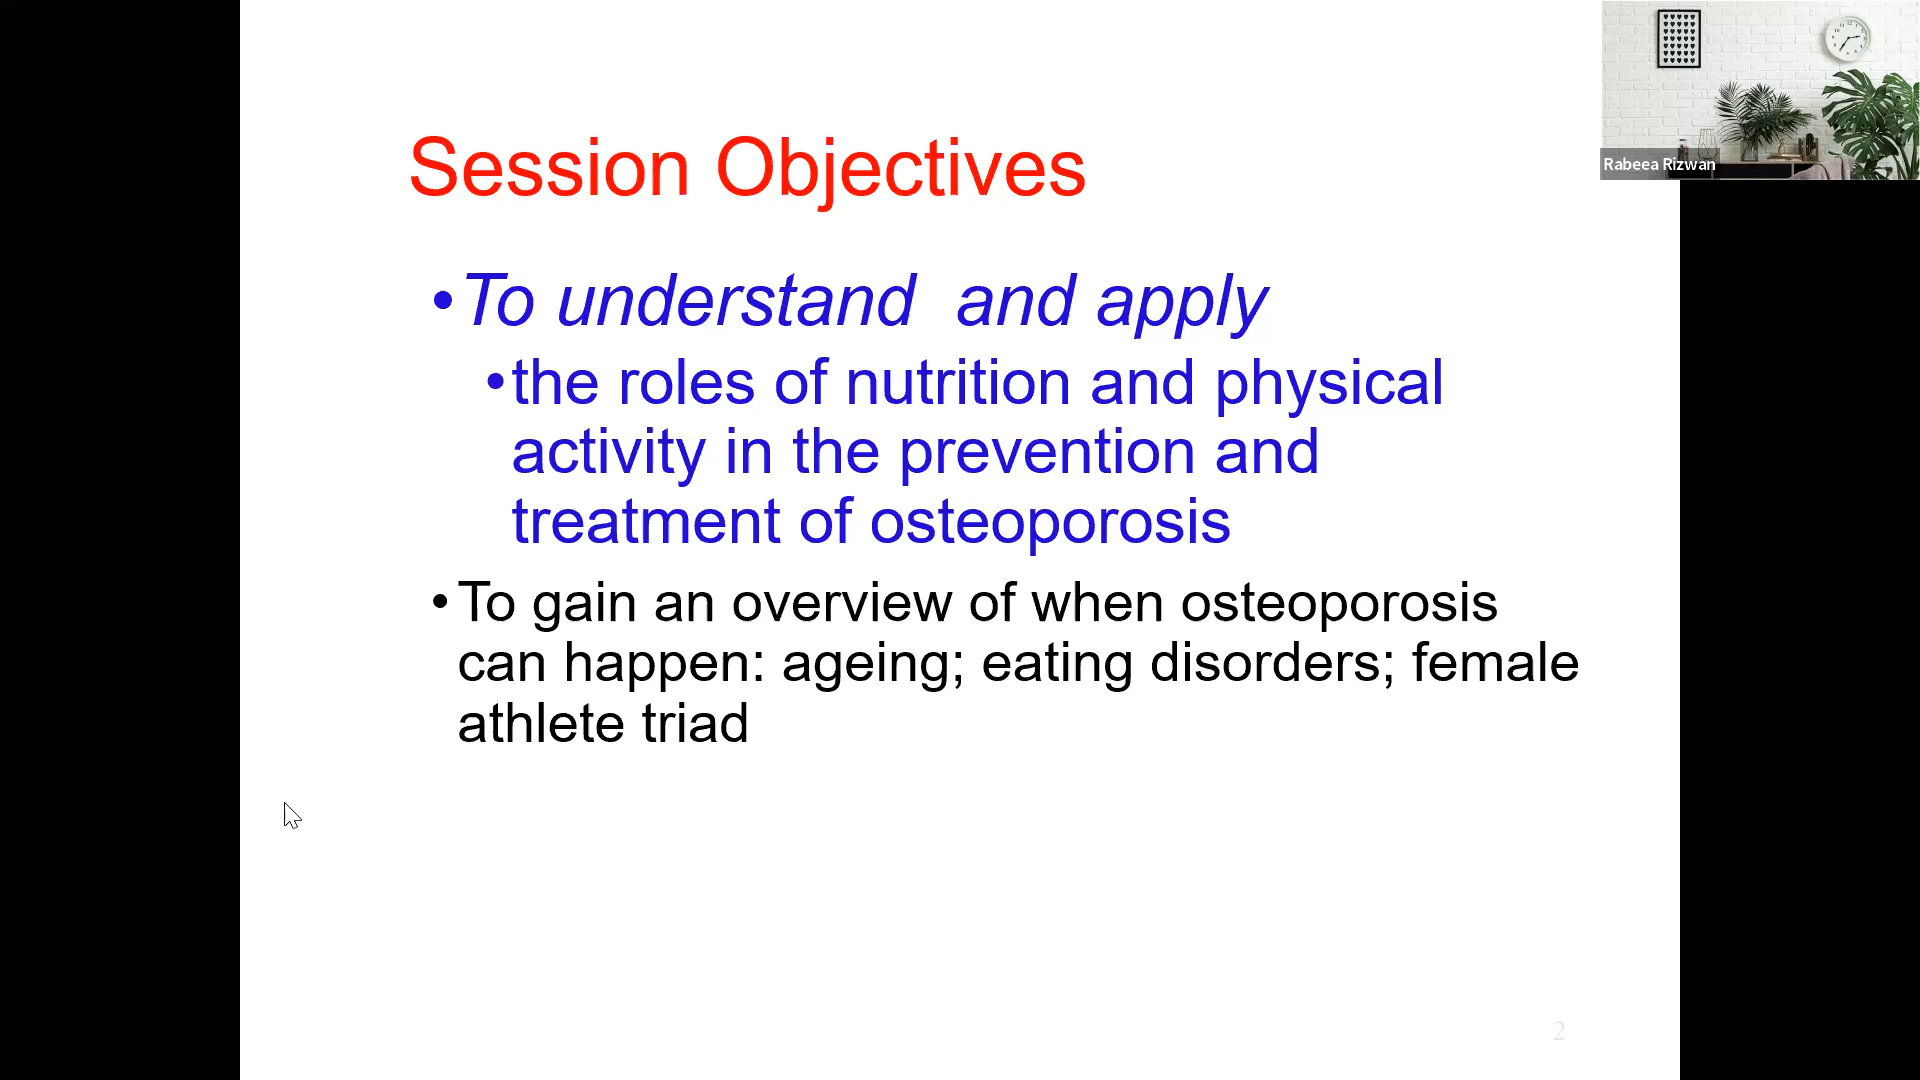 Session Objectives
•To understand  and apply
•the roles of nutrition and physical
activity in the prevention and
treatment of osteoporosis
•To gain an overview of when osteoporosis
can happen: ageing; eating disorders; female
athlete triad
2
Rabeea Rizwan